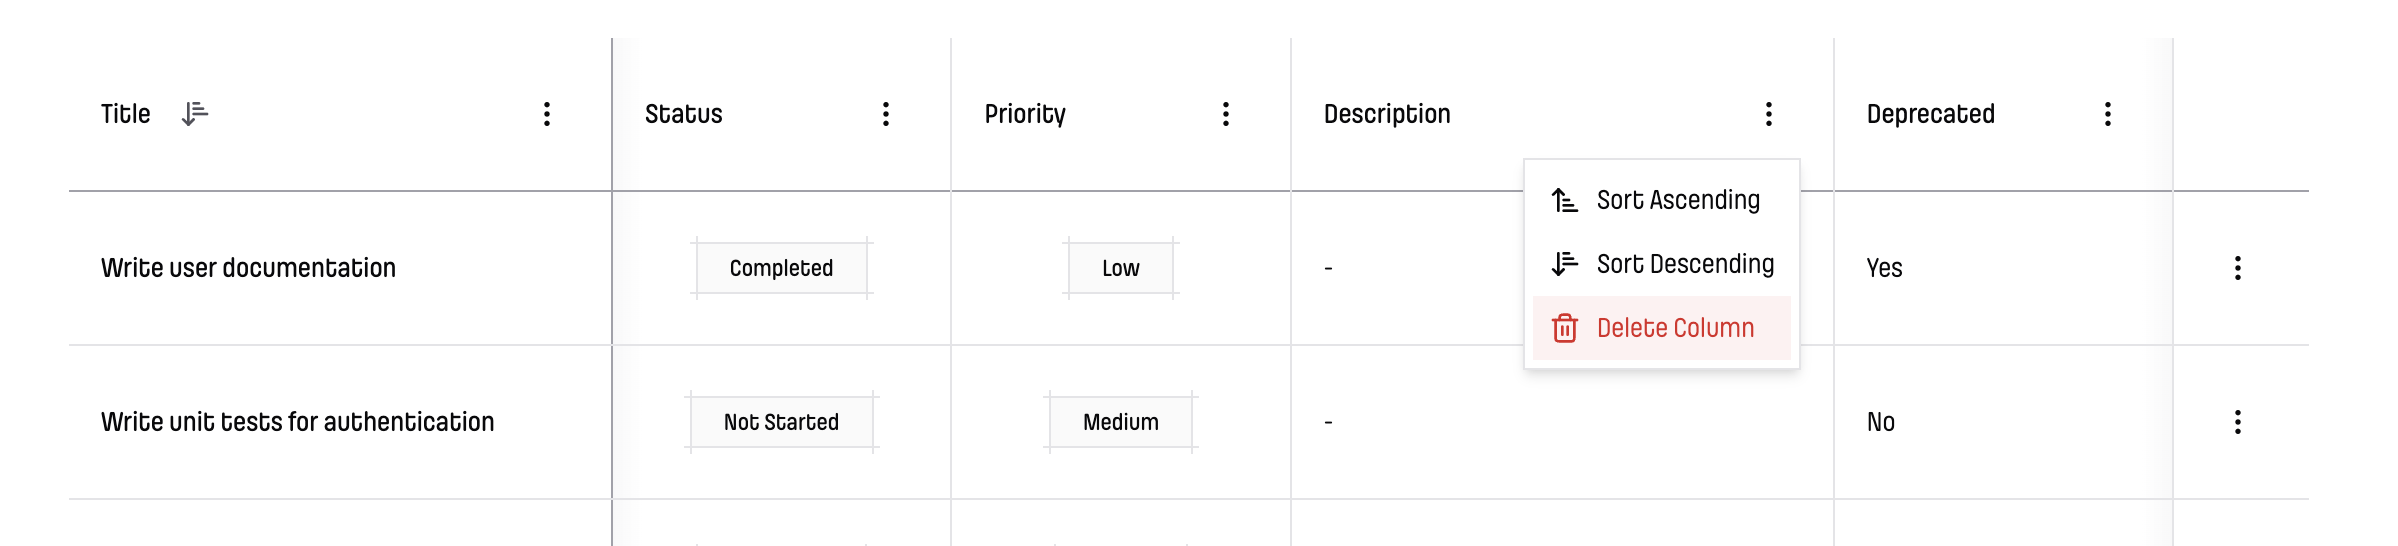 Title
Status
Priority
Description
Deprecated
Sort Ascending
Sort Descending
Delete Column
Write user documentation
Completed
Low
-
Yes
Write unit tests for authentication
Not Started
Medium
-
No